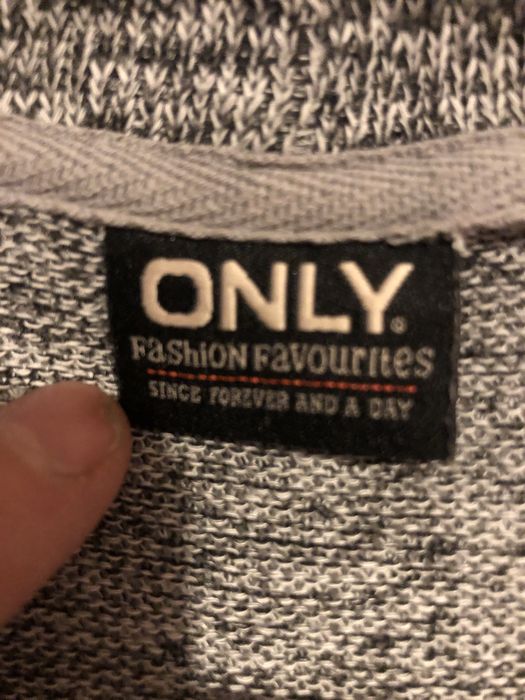 ONLY®
FaShiON FaVourites
SINCE FOREVER AND A DAY